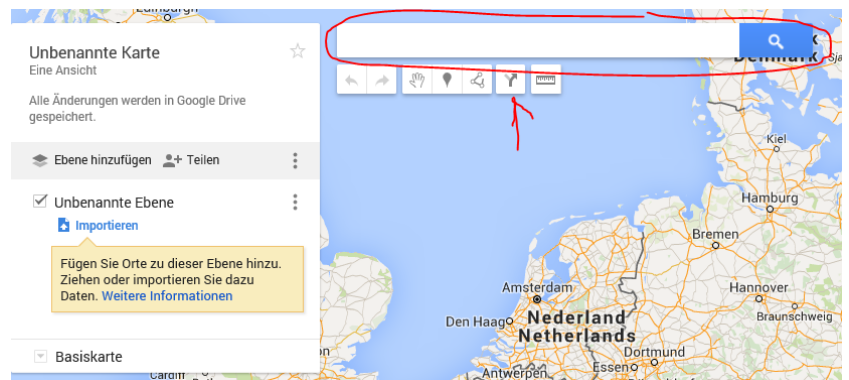 Edinburgh
Unbenannte Karte
Eine Ansicht
Alle Änderungen werden in Google Drive
gespeichert.
Ebene hinzufügen
Teilen
Unbenannte Ebene
Importieren
Fügen Sie Orte zu dieser Ebene hinzu.
Ziehen oder importieren Sie dazu
Daten. Weitere Informationen
Basiskarte
Cardiff
Denmark
Kiel
Hamburg
Bremen
Amsterdam
Hannover
Den Haag
Nederland
Braunschweig
Netherlands
Dortmund
Essen
Antwerpen